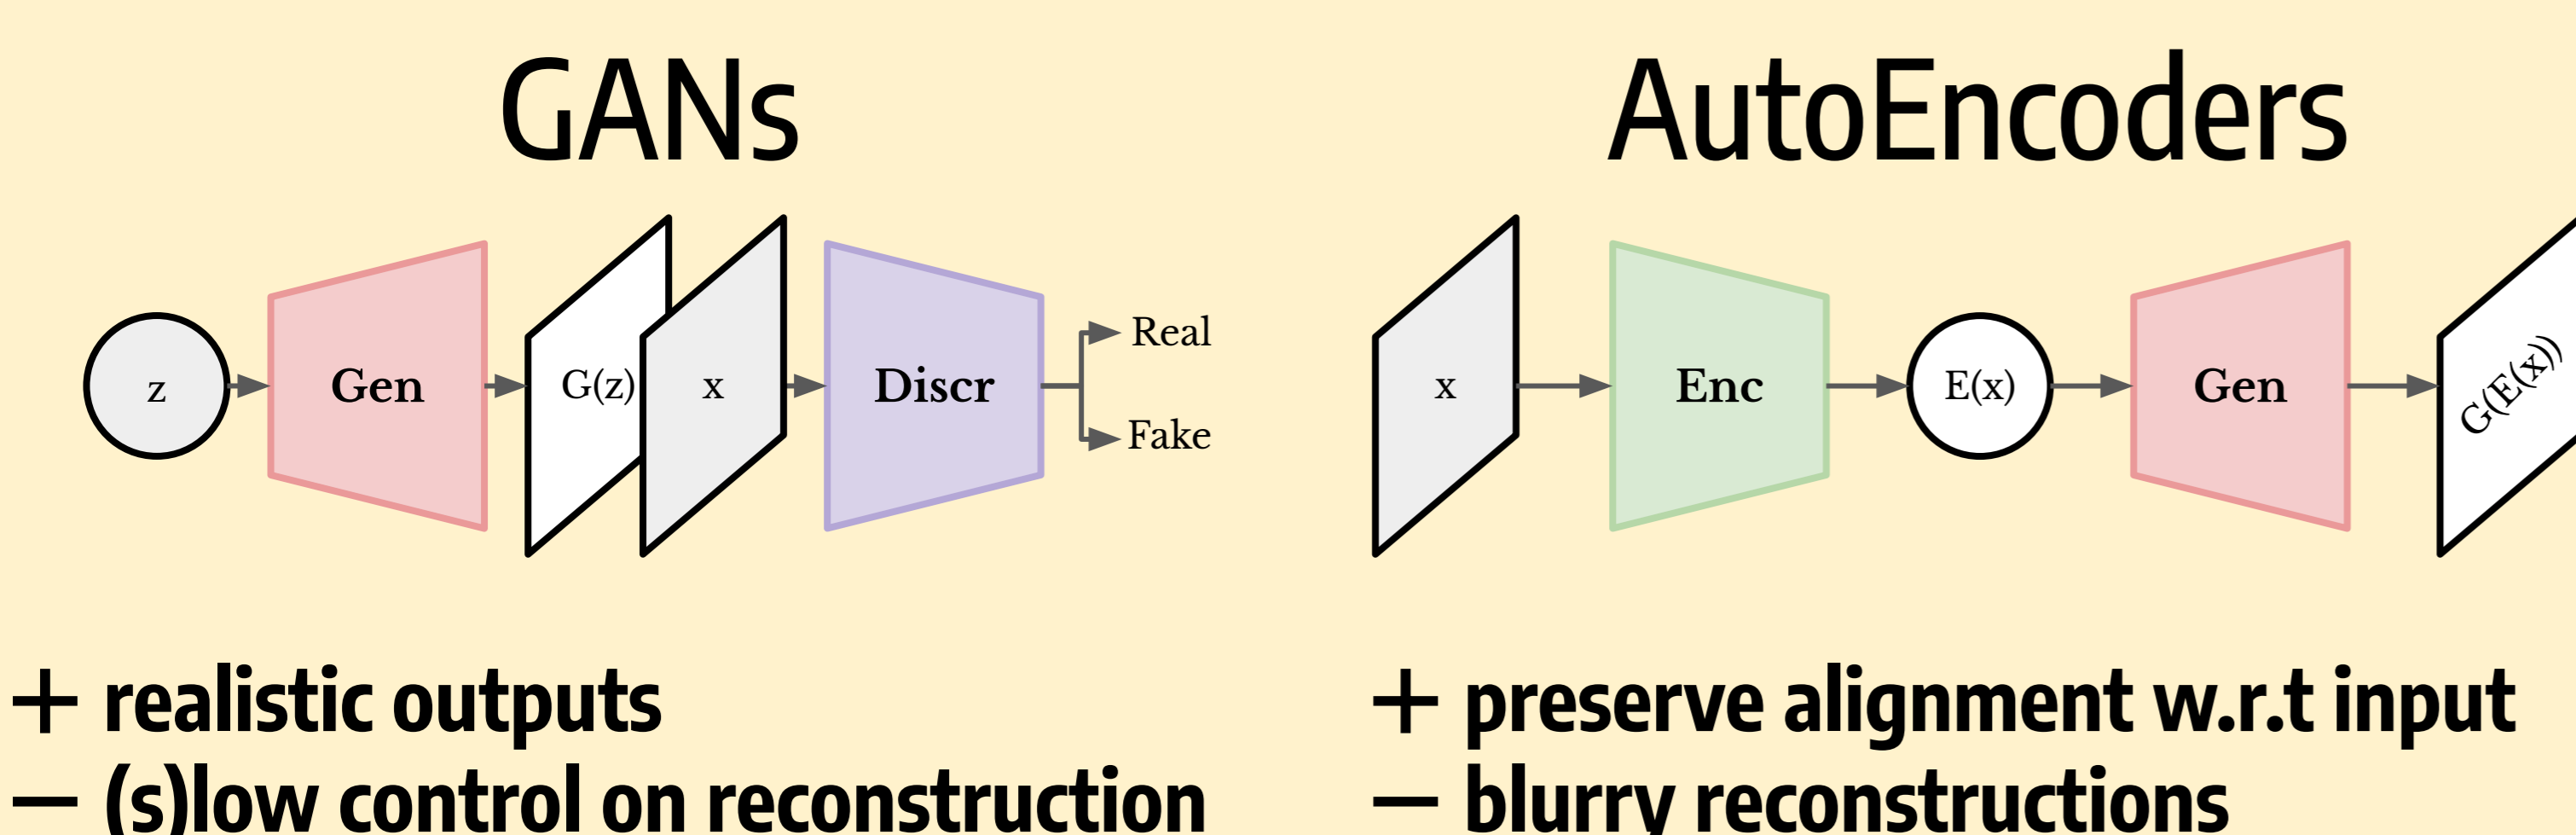 GANs
z
Gen
G(z)
x
Discr
Real
Fake
+ realistic outputs
– (s)low control on reconstruction
AutoEncoders
x
Enc
E(x)
Gen
G(E(x))
+ preserve alignment w.r.t input
– blurry reconstructions